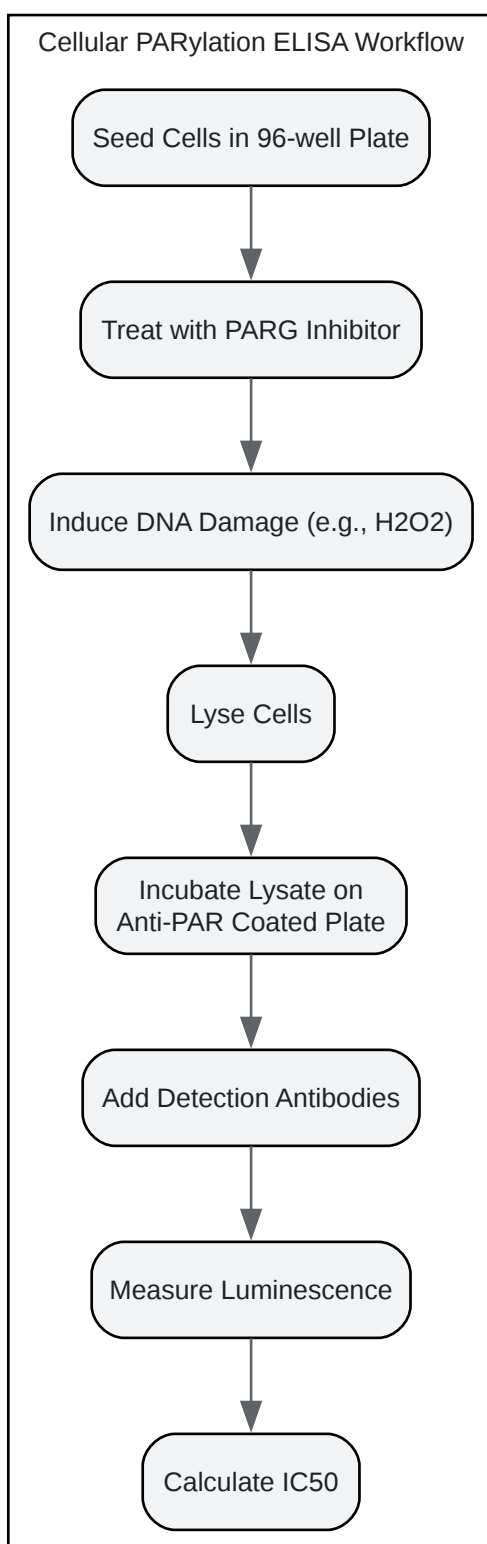 Cellular PARylation ELISA Workflow
Seed Cells in 96-well Plate
Treat with PARG Inhibitor
Induce DNA Damage (e.g., H2O2)
Lyse Cells
Incubate Lysate on
Anti-PAR Coated Plate
Add Detection Antibodies
Measure Luminescence
Calculate IC50